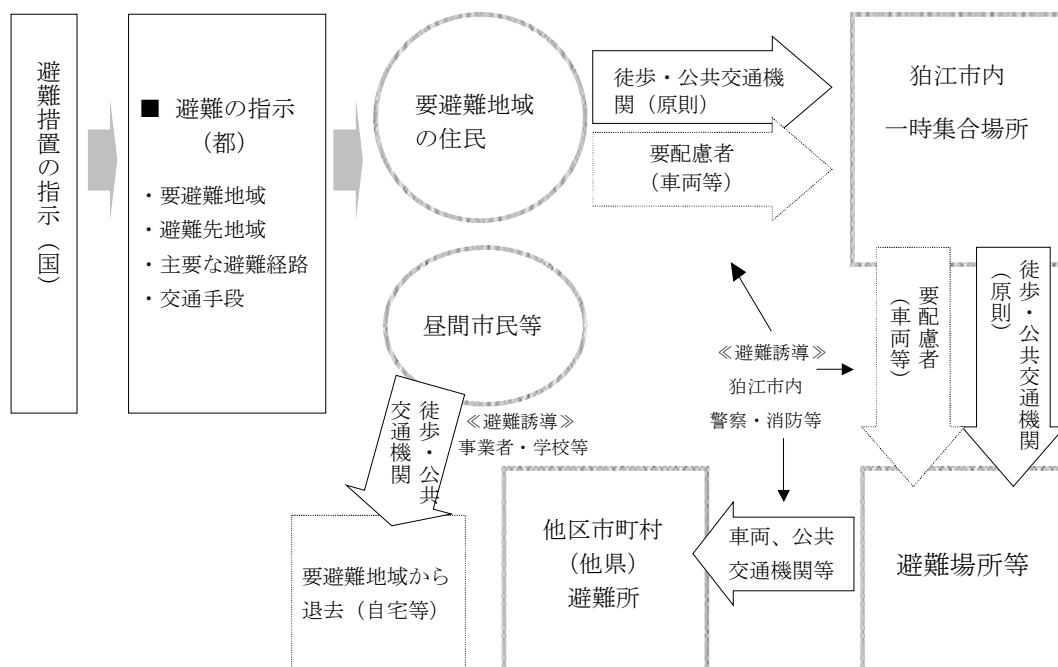 避難措置の指示(国)
■ 避難の指示
(都)
・要避難地域
・避難先地域
・主要な避難経路
・交通手段
要避難地域
の住民
徒歩・公共交通機
関(原則)
要配慮者
(車両等)
狛江市内
一時集合場所
昼間市民等
徒歩・公共
交通機関
≪避難誘導≫
事業者・学校等
要避難地域から
退去(自宅等)
≪避難誘導≫
狛江市内
警察・消防等
要配慮者
(車両等)
徒歩・公共交通機関
(原則)
避難場所等
車両、公共
交通機関等
他区市町村
(他県)
避難所